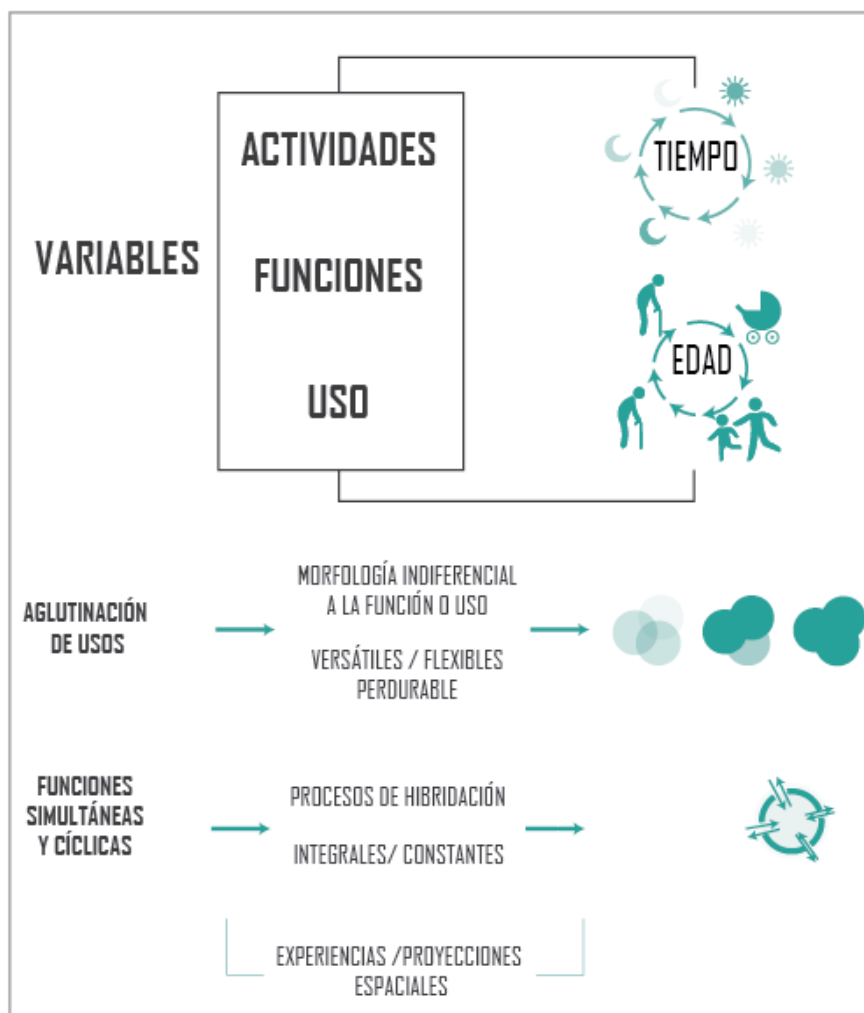 ACTIVIDADES
TIEMPO
VARIABLES
FUNCIONES
EDAD
USO
AGLUTINACIÓN
DE USOS
MORFOLOGÍA INDIFERENCIAL
A LA FUNCIÓN O USO
VERSÁTILES / FLEXIBLES
PERDURABLE
FUNCIONES
SIMULTÁNEAS
Y CÍCLICAS
PROCESOS DE HIBRIDACIÓN
INTEGRALES/ CONSTANTES
EXPERIENCIAS /PROYECCIONES
ESPACIALES